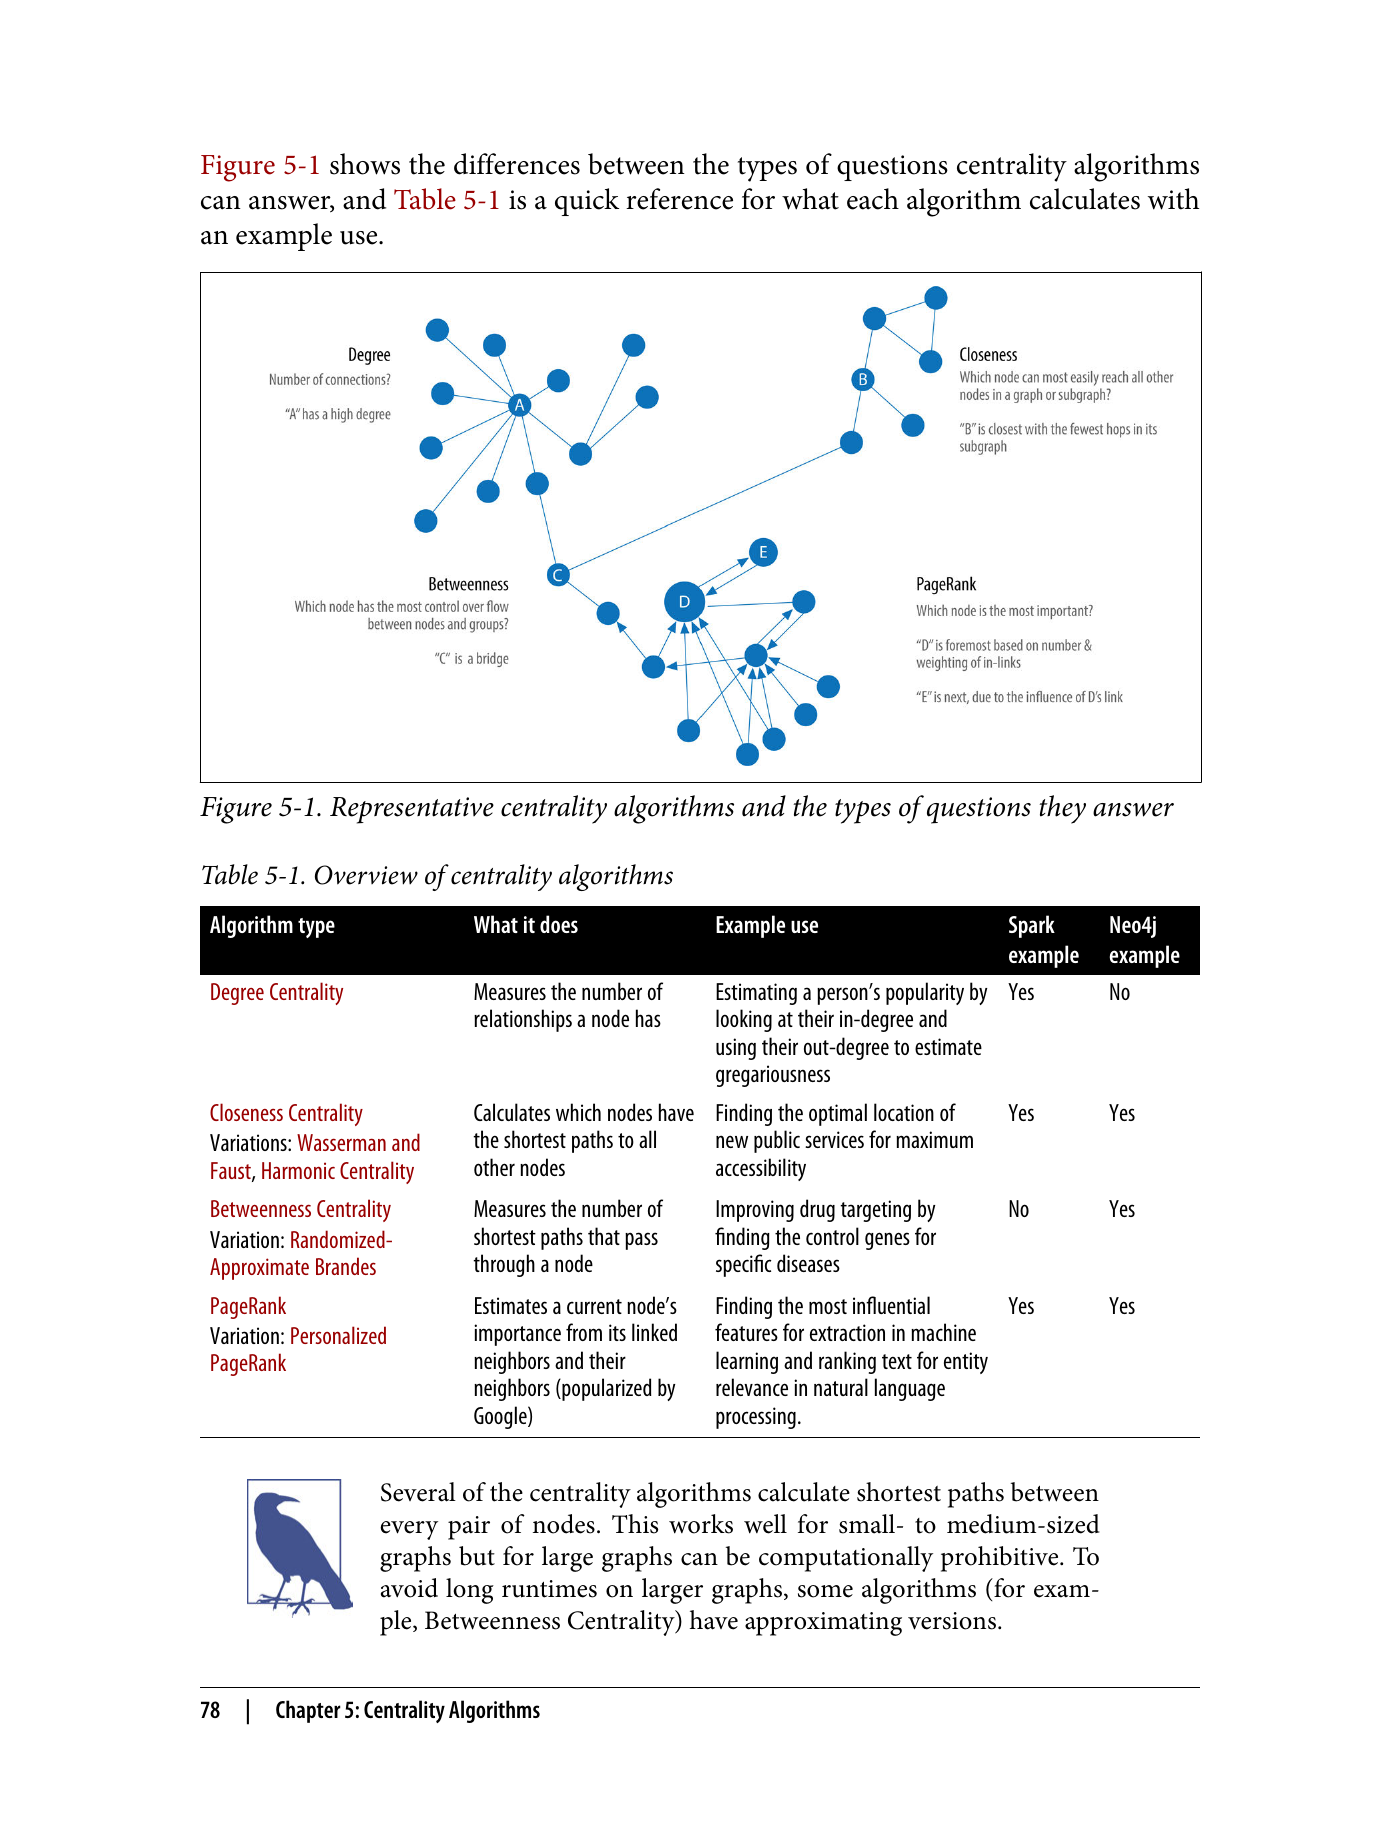 Figure 5-1 shows the differences between the types of questions centrality algorithms
can answer, and Table 5-1 is a quick reference for what each algorithm calculates with
an example use.
Degree
Number of connections?
“A” has a high degree
A
B
Closeness
Which node can most easily reach all other
nodes in a graph or subgraph?
“B” is closest with the fewest hops in its
subgraph
Betweenness
Which node has the most control over flow
between nodes and groups?
“C” is a bridge
C
D
E
PageRank
Which node is the most important?
“D” is foremost based on number &
weighting of in-links
“E” is next, due to the influence of D’s link
Figure 5-1. Representative centrality algorithms and the types of questions they answer
Table 5-1. Overview of centrality algorithms
Algorithm type What it does Example use Spark example Neo4j example
Degree Centrality Measures the number of Estimating a person’s popularity by Yes No
relationships a node has looking at their in-degree and
using their out-degree to estimate
gregariousness
Closeness Centrality Calculates which nodes have Finding the optimal location of Yes Yes
Variations: Wasserman and the shortest paths to all new public services for maximum
Faust, Harmonic Centrality other nodes accessibility
Betweenness Centrality Measures the number of Improving drug targeting by No Yes
Variation: Randomized- shortest paths that pass finding the control genes for
Approximate Brandes through a node specific diseases
PageRank Estimates a current node’s Finding the most influential Yes Yes
Variation: Personalized importance from its linked features for extraction in machine
PageRank neighbors and their learning and ranking text for entity
neighbors (popularized by relevance in natural language
Google) processing.
Several of the centrality algorithms calculate shortest paths between
every pair of nodes. This works well for small- to medium-sized
graphs but for large graphs can be computationally prohibitive. To
avoid long runtimes on larger graphs, some algorithms (for exam-
ple, Betweenness Centrality) have approximating versions.
78 | Chapter 5: Centrality Algorithms